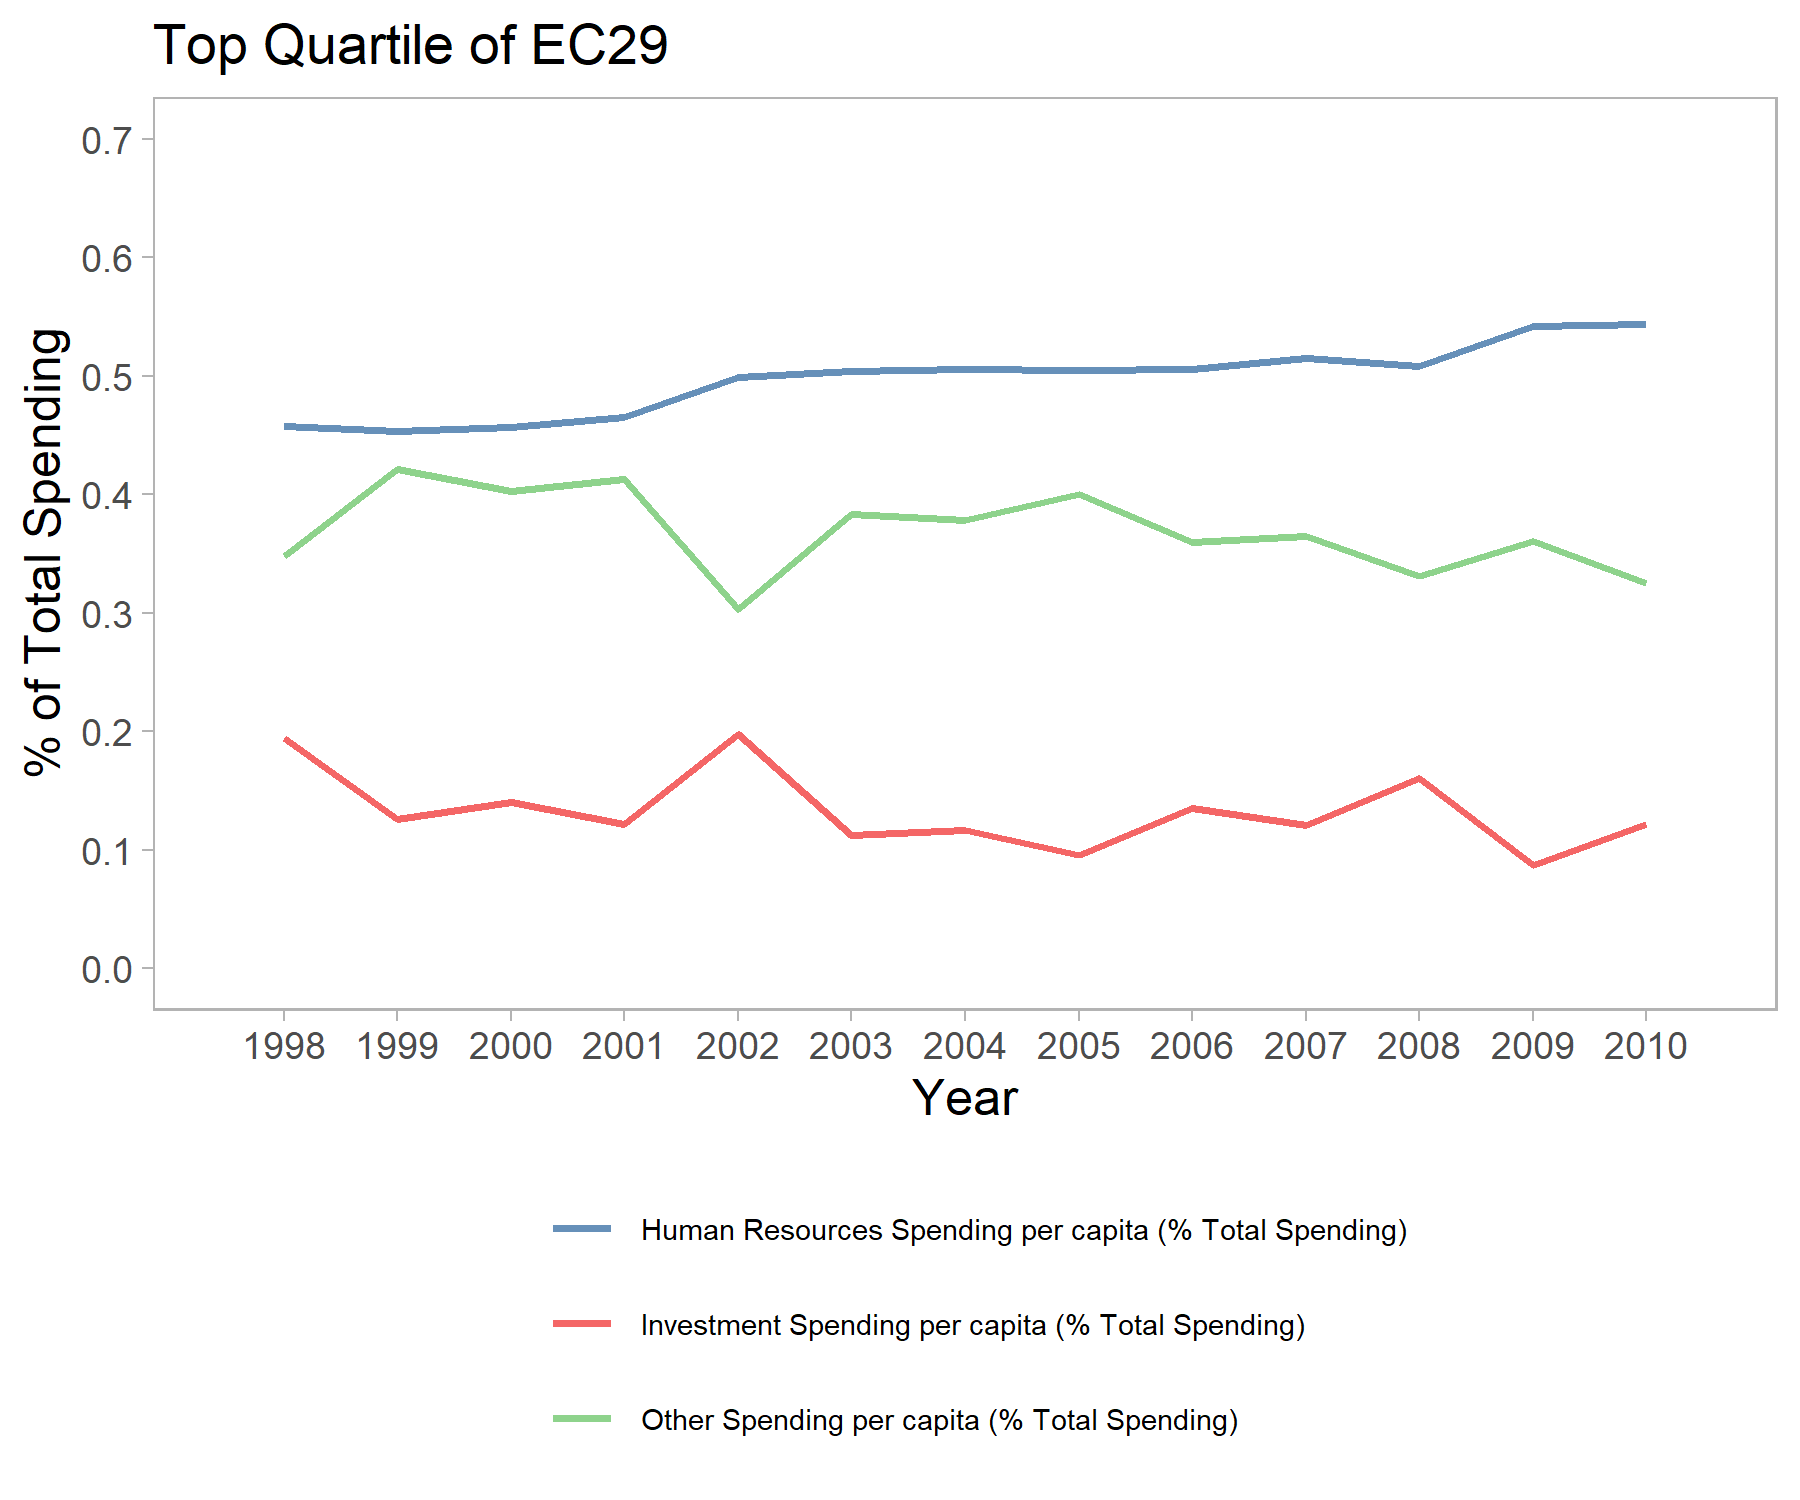 Top Quartile of EC29
% of Total Spending
0.7
0.6
0.5
0.4
0.3
0.2
0.1
0.0
1998 1999 2000 2001 2002 2003 2004 2005 2006 2007 2008 2009 2010
Year
Human Resources Spending per capita (% Total Spending)
Investment Spending per capita (% Total Spending)
Other Spending per capita (% Total Spending)